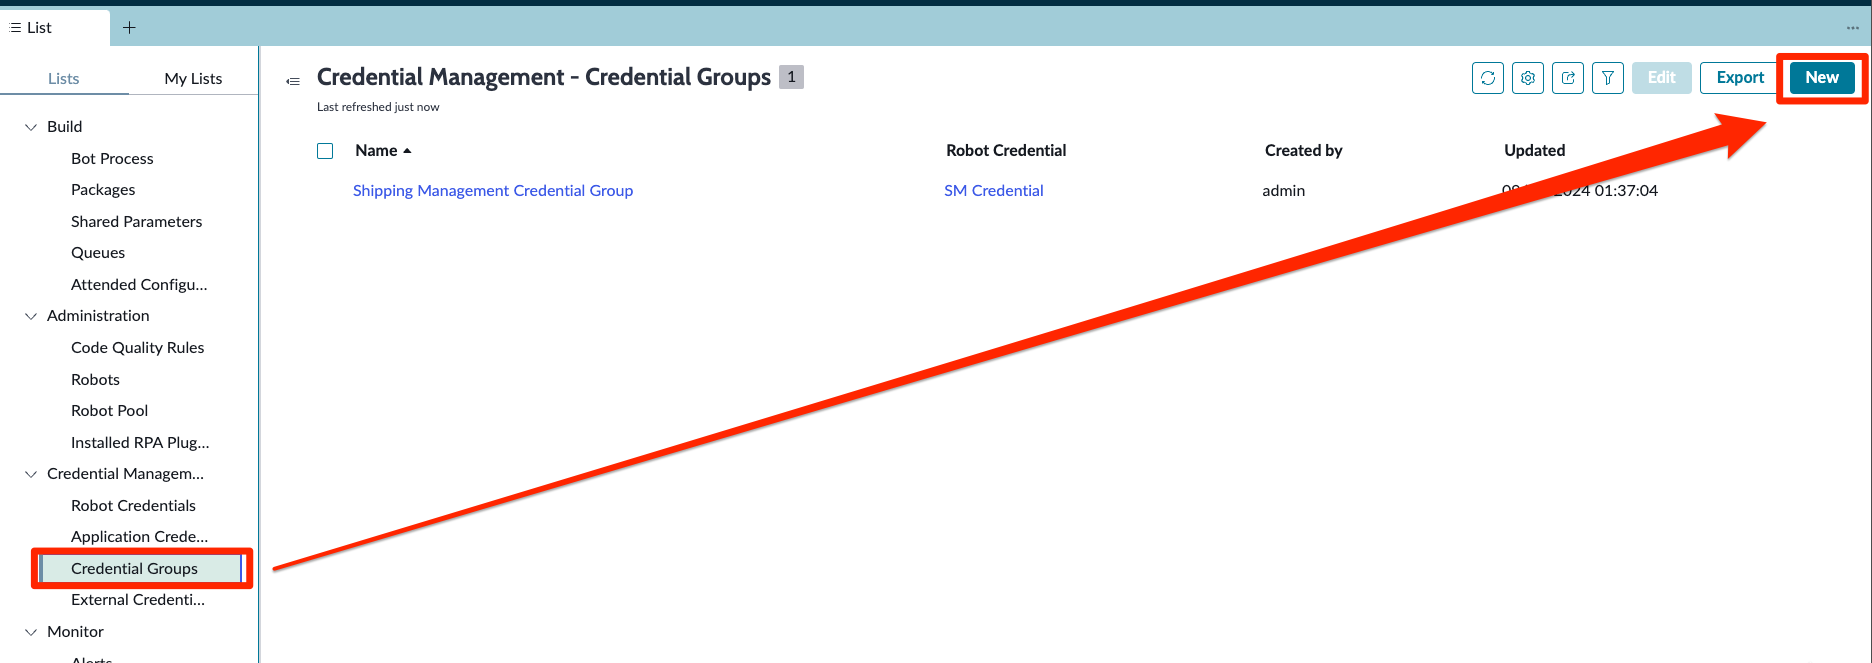 List
Lists
My Lists
Build
Bot Process
Packages
Shared Parameters
Queues
Attended Configu...
Administration
Code Quality Rules
Robots
Robot Pool
Installed RPA Plug...
Credential Managem...
Robot Credentials
Application Crede...
Credential Groups
External Credenti...
Monitor
Alerts
Credential Management - Credential Groups 1
Last refreshed just now
Edit
Export
New
Name
Robot Credential
Created by
Updated
Shipping Management Credential Group
SM Credential
admin
2024 01:37:04